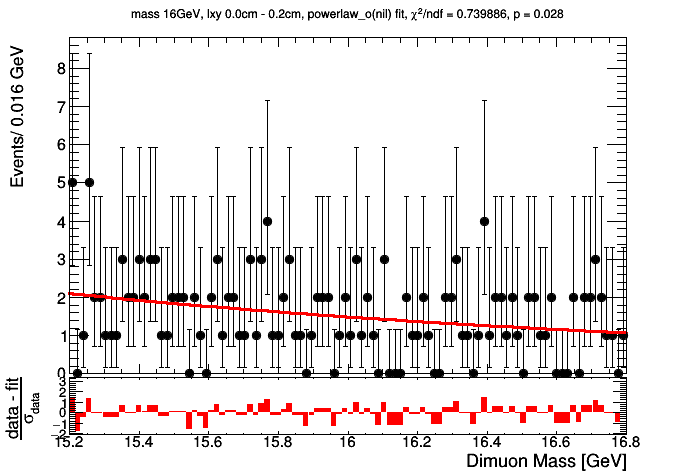 mass 16GeV, lxy 0.0cm - 0.2cm, powerlaw_o(nil) fit, χ²/ndf = 0.739886, p = 0.028
Events/ 0.016 GeV
8
7
6
5
4
3
2
1
0
data - fit
σdata
3
2
1
0
−1
−2
15.2 15.4 15.6 15.8 16 16.2 16.4 16.6 16.8
Dimuon Mass [GeV]